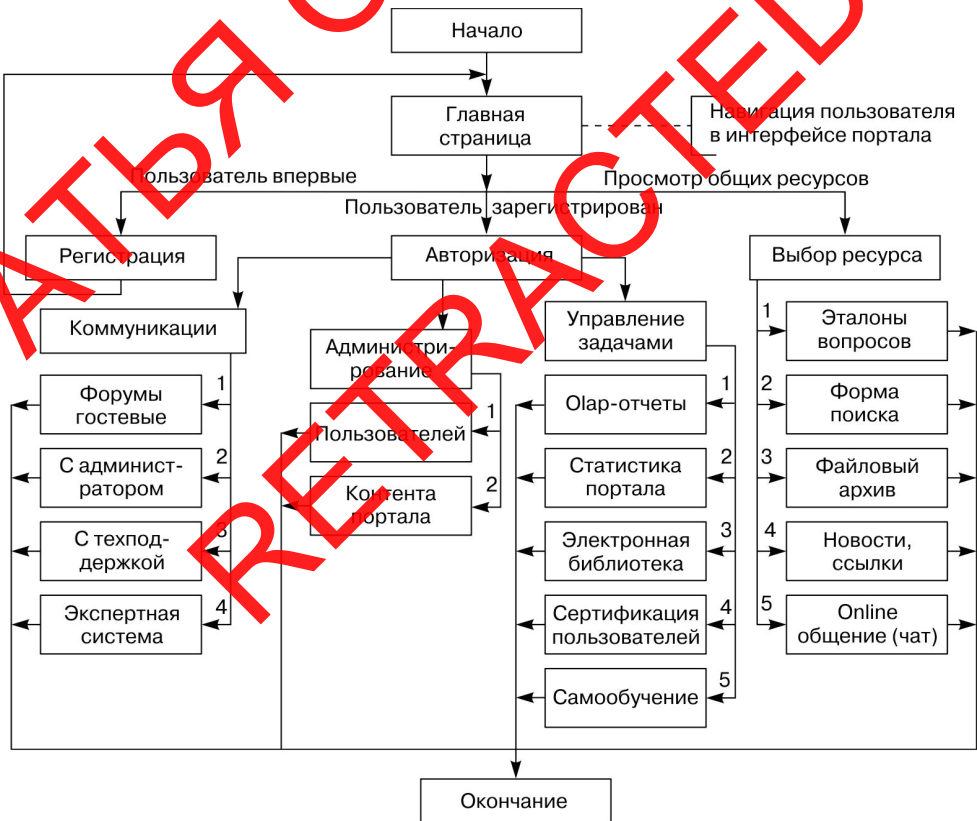 Начало
Главная
страница
Навигация пользователя
в интерфейсе портала
Пользователь впервые
Просмотр общих ресурсов
Пользователь зарегистрирован
Регистрация
Авторизация
Выбор ресурса
Коммуникации
1
Форумы
гостевые
2
С админист-
ратором
3
С техпод-
держкой
4
Экспертная
система
Администри-
рование
1
Пользователей
2
Контента
портала
Управление
задачами
1
Olap-отчеты
2
Статистика
портала
3
Электронная
библиотека
4
Сертификация
пользователей
5
Самообучение
1
Эталоны
вопросов
2
Форма
поиска
3
Файловый
архив
4
Новости,
ссылки
5
Online
общение (чат)
Окончание
RETRACTED